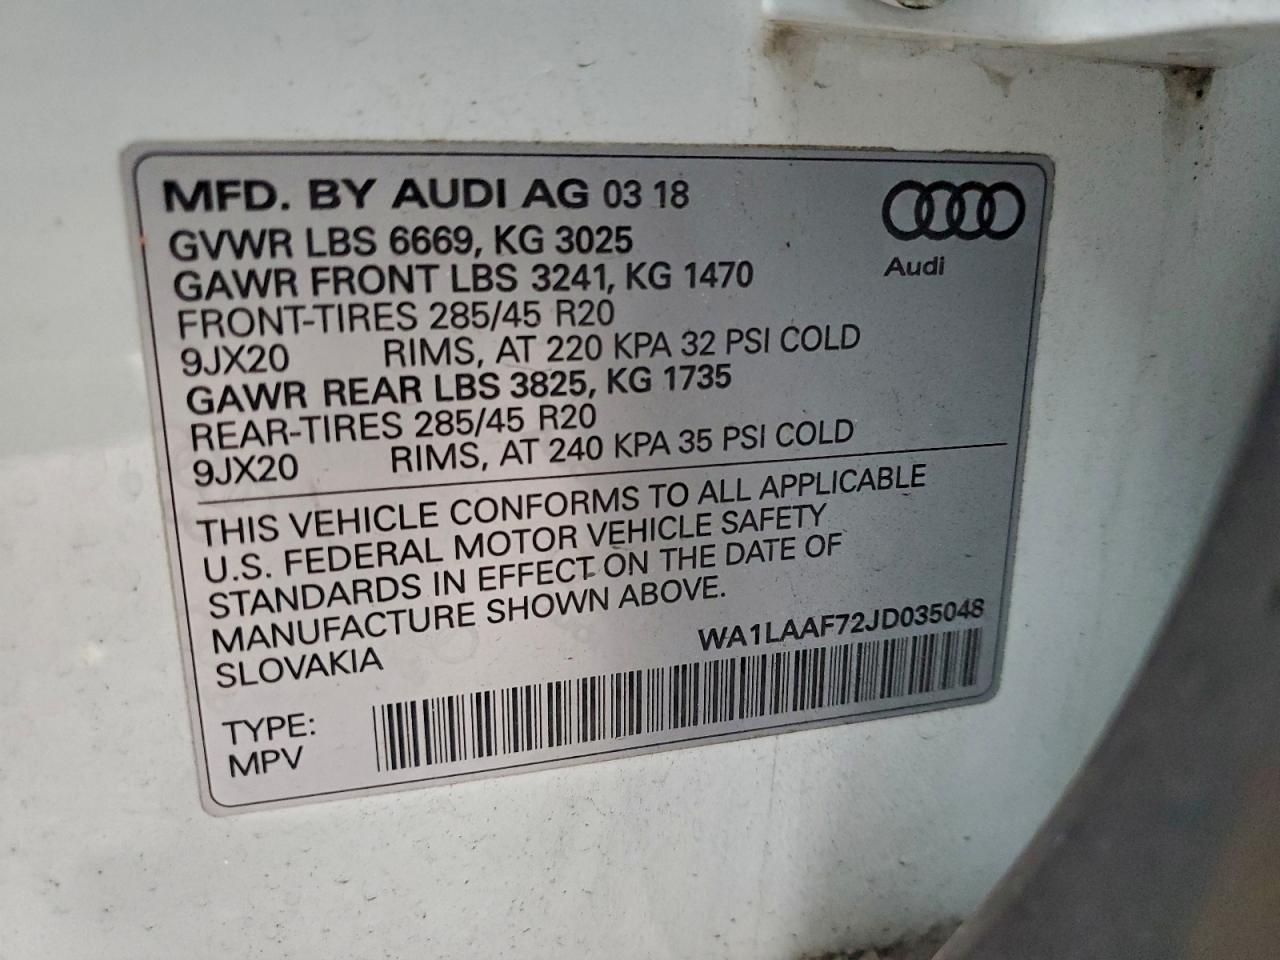 MFD. BY AUDI AG 03 18
GVWR LBS 6669, KG 3025
GAWR FRONT LBS 3241, KG 1470
FRONT-TIRES 285/45 R20
9JX20 RIMS, AT 220 KPA 32 PSI COLD
GAWR REAR LBS 3825, KG 1735
REAR-TIRES 285/45 R20
9JX20 RIMS, AT 240 KPA 35 PSI COLD
Audi
THIS VEHICLE CONFORMS TO ALL APPLICABLE
U.S. FEDERAL MOTOR VEHICLE SAFETY
STANDARDS IN EFFECT ON THE DATE OF
MANUFACTURE SHOWN ABOVE.
SLOVAKIA
WA1LAAF72JD035048
TYPE:
MPV